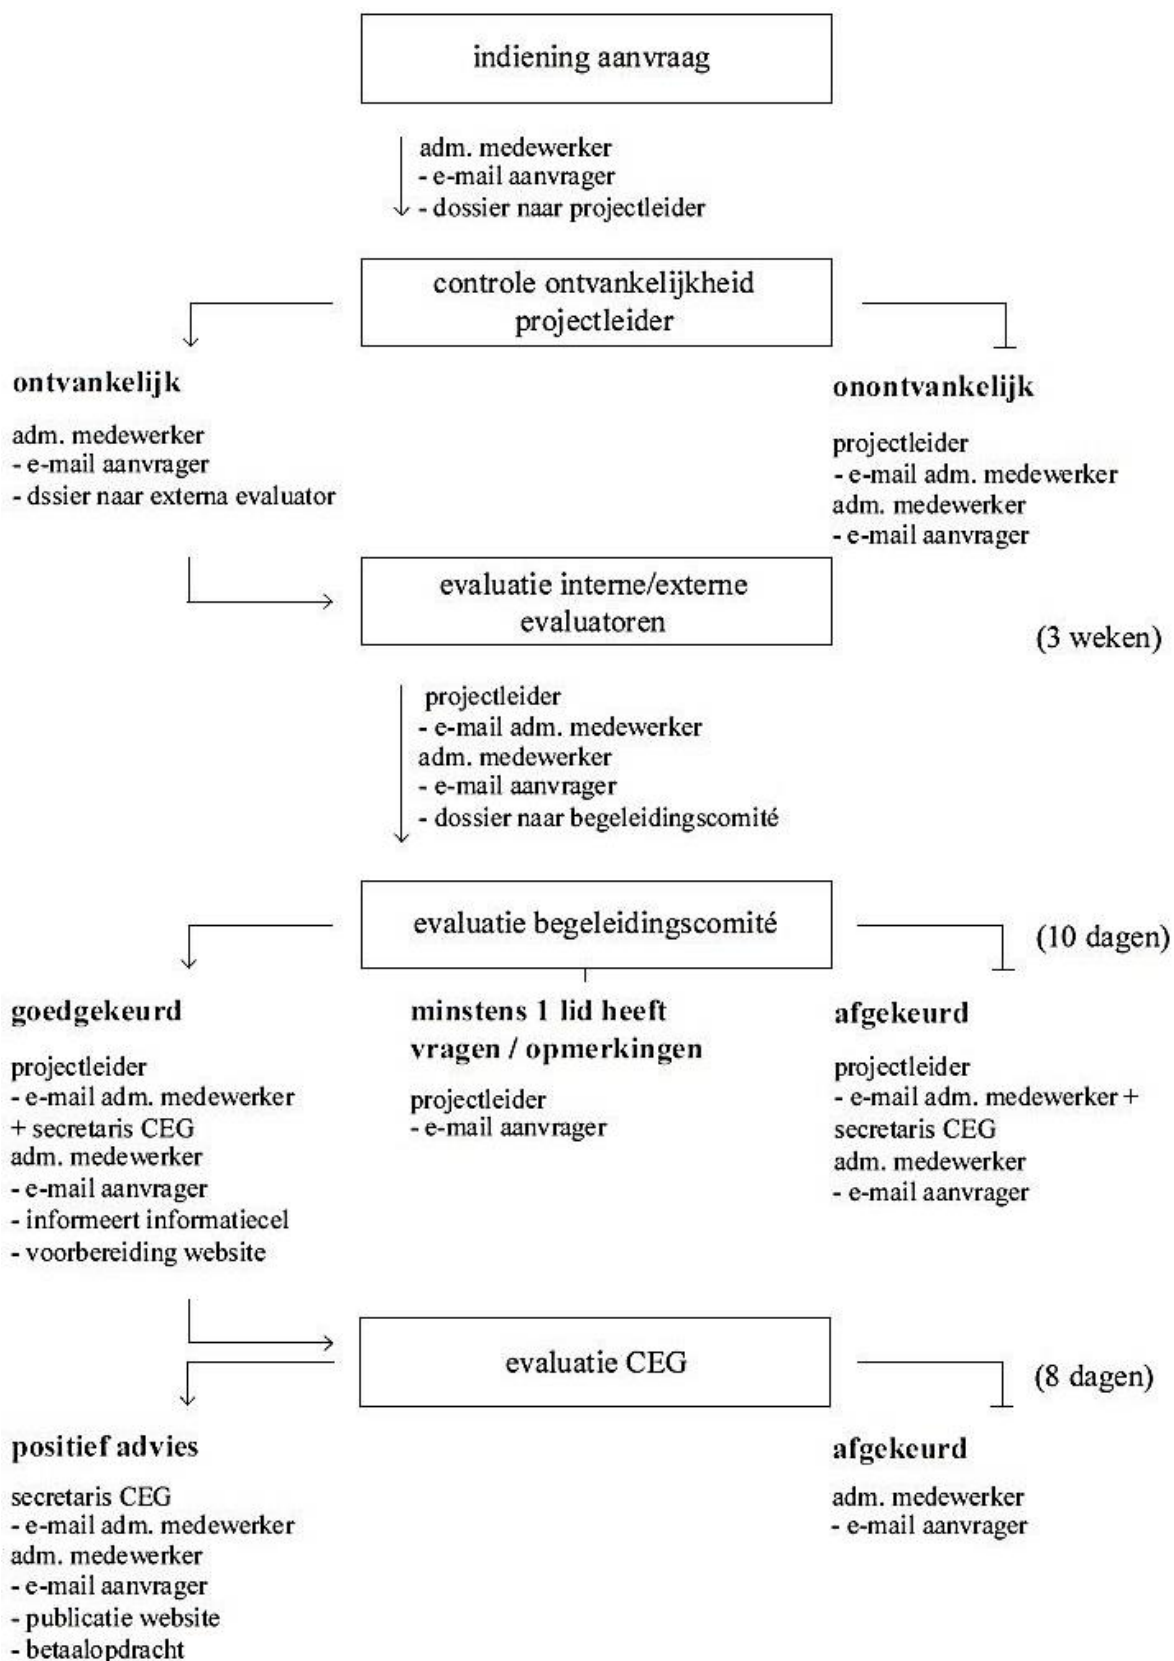 indiening aanvraag
adm. medewerker
- e-mail aanvrager
- dossier naar projectleider
controle ontvankelijkheid
projectleider
ontvankelijk
adm. medewerker
- e-mail aanvrager
- dssier naar externa evaluator
onontvankelijk
projectleider
- e-mail adm. medewerker
adm. medewerker
- e-mail aanvrager
evaluatie interne/externe
evaluatoren
(3 weken)
projectleider
- e-mail adm. medewerker
adm. medewerker
- e-mail aanvrager
- dossier naar begeleidingscomité
evaluatie begeleidingscomité
(10 dagen)
goedgekeurd
projectleider
- e-mail adm. medewerker
+ secretaris CEG
adm. medewerker
- e-mail aanvrager
- informeert informatiecel
- voorbereiding website
minstens 1 lid heeft
vragen / opmerkingen
projectleider
- e-mail aanvrager
afgekeurd
projectleider
- e-mail adm. medewerker +
secretaris CEG
adm. medewerker
- e-mail aanvrager
evaluatie CEG
(8 dagen)
positief advies
secretaris CEG
- e-mail adm. medewerker
adm. medewerker
- e-mail aanvrager
- publicatie website
- betaalopdracht
afgekeurd
adm. medewerker
- e-mail aanvrager